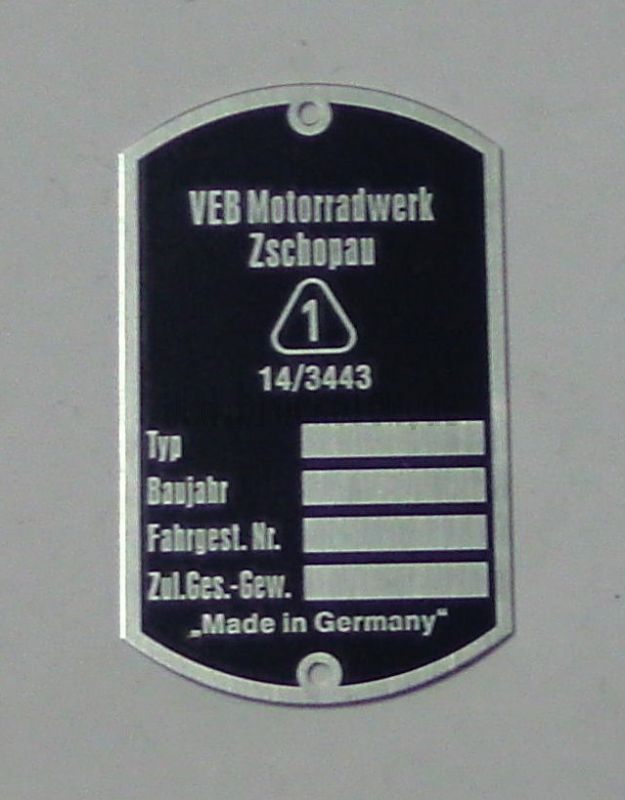 VEB Motorradwerk
Zschopau
1
14/3443
Typ
Baujahr
Fahrgest. Nr.
Zul.Ges.-Gew.
„Made in Germany“